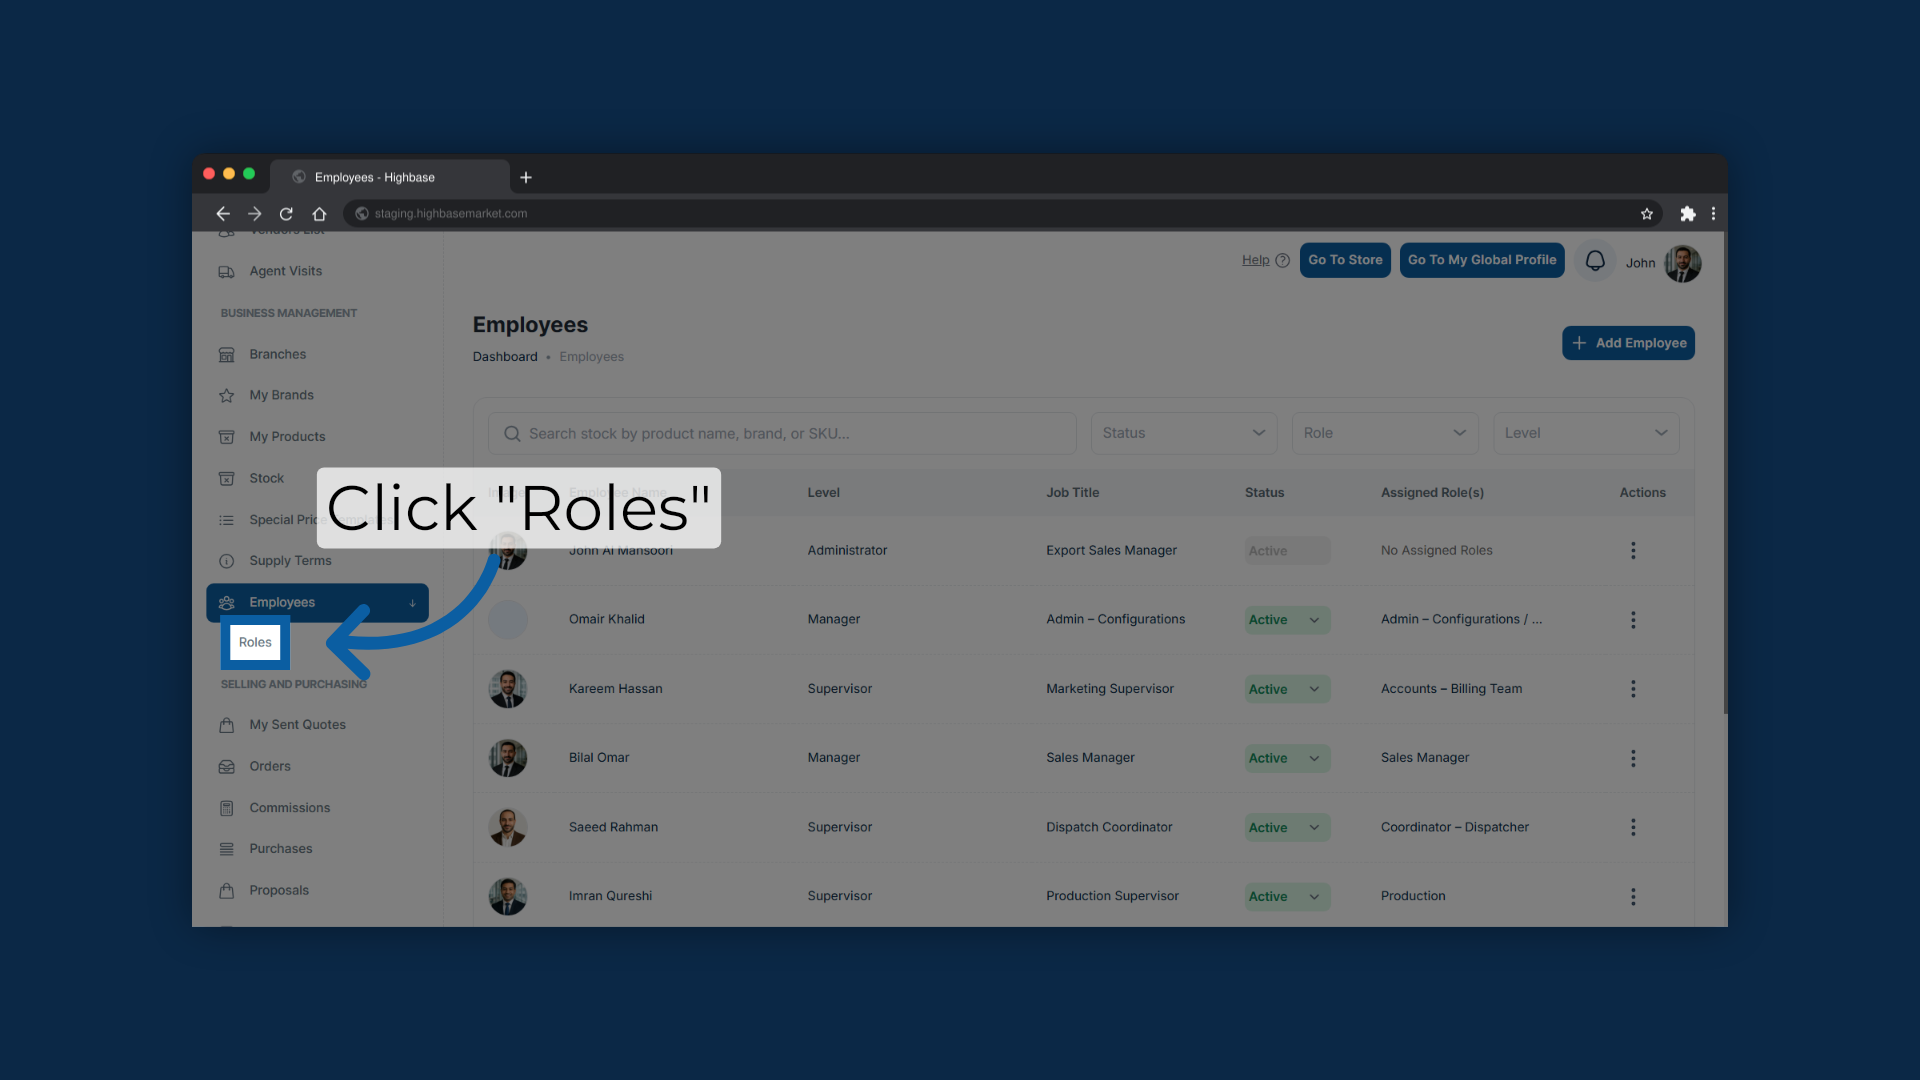 Employees - Highbase
staging.highbasemarket.com
Vendors List
Agent Visits
BUSINESS MANAGEMENT
Branches
My Brands
My Products
Stock
Special Price Templates
Supply Terms
Employees
Roles
SELLING AND PURCHASING
My Sent Quotes
Orders
Commissions
Purchases
Proposals
Help
Go To Store
Go To My Global Profile
John
Employees
Dashboard • Employees
Add Employee
Search stock by product name, brand, or SKU...
Status
Role
Level
Click "Roles"
Employee Name Level Job Title Status Assigned Role(s) Actions
John Al Mansoori Administrator Export Sales Manager Active No Assigned Roles
Omair Khalid Manager Admin – Configurations Active Admin – Configurations / ...
Kareem Hassan Supervisor Marketing Supervisor Active Accounts – Billing Team
Bilal Omar Manager Sales Manager Active Sales Manager
Saeed Rahman Supervisor Dispatch Coordinator Active Coordinator – Dispatcher
Imran Qureshi Supervisor Production Supervisor Active Production